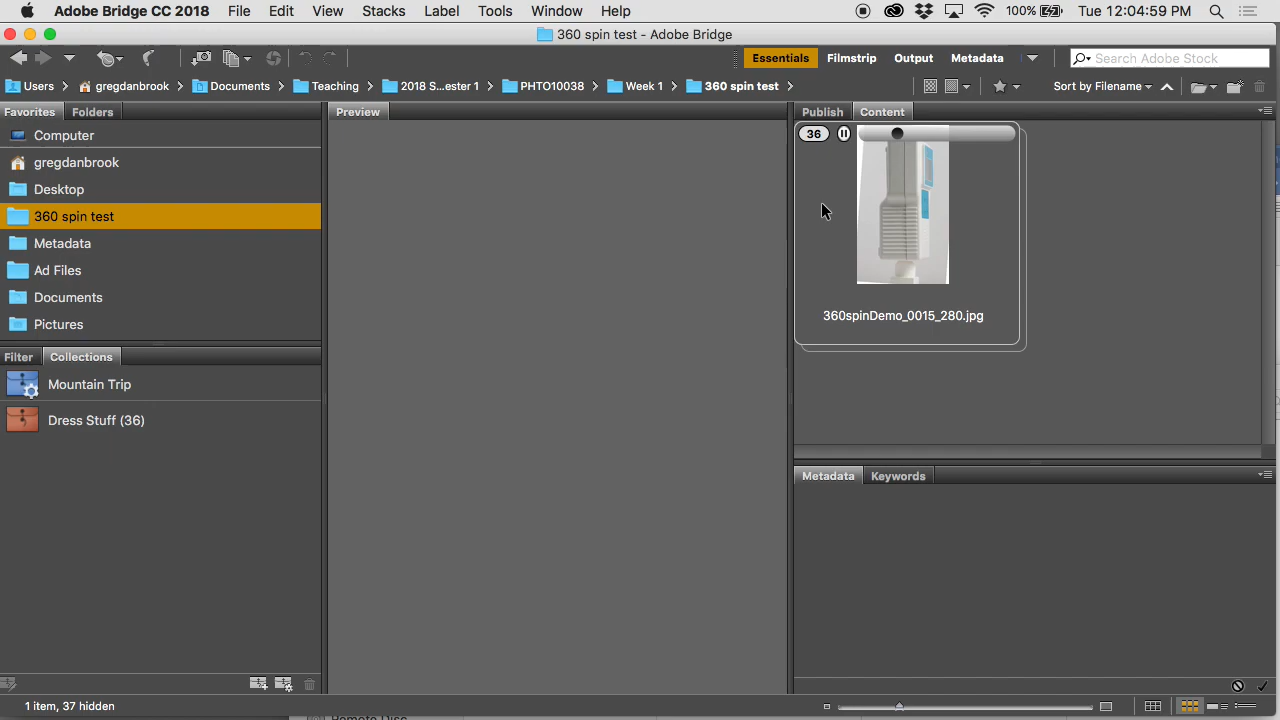 Adobe Bridge CC 2018 File Edit View Stacks Label Tools Window Help 100% Tue 12:04:59 PM
360 spin test - Adobe Bridge
Essentials Filmstrip Output Metadata Search Adobe Stock
Users gregdanbrook Documents Teaching 2018 S...ester 1 PHTO10038 Week 1 360 spin test Sort by Filename
Favorites Folders
Computer
gregdanbrook
Desktop
360 spin test
Metadata
Ad Files
Documents
Pictures
Filter Collections
Mountain Trip
Dress Stuff (36)
Preview
Publish Content
36
360spinDemo_0015_280.jpg
Metadata Keywords
1 item, 37 hidden